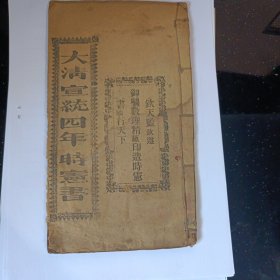 大清宣統四年時憲書
欽天監欽遵
御製數理精蘊印造時憲
書頒行天下